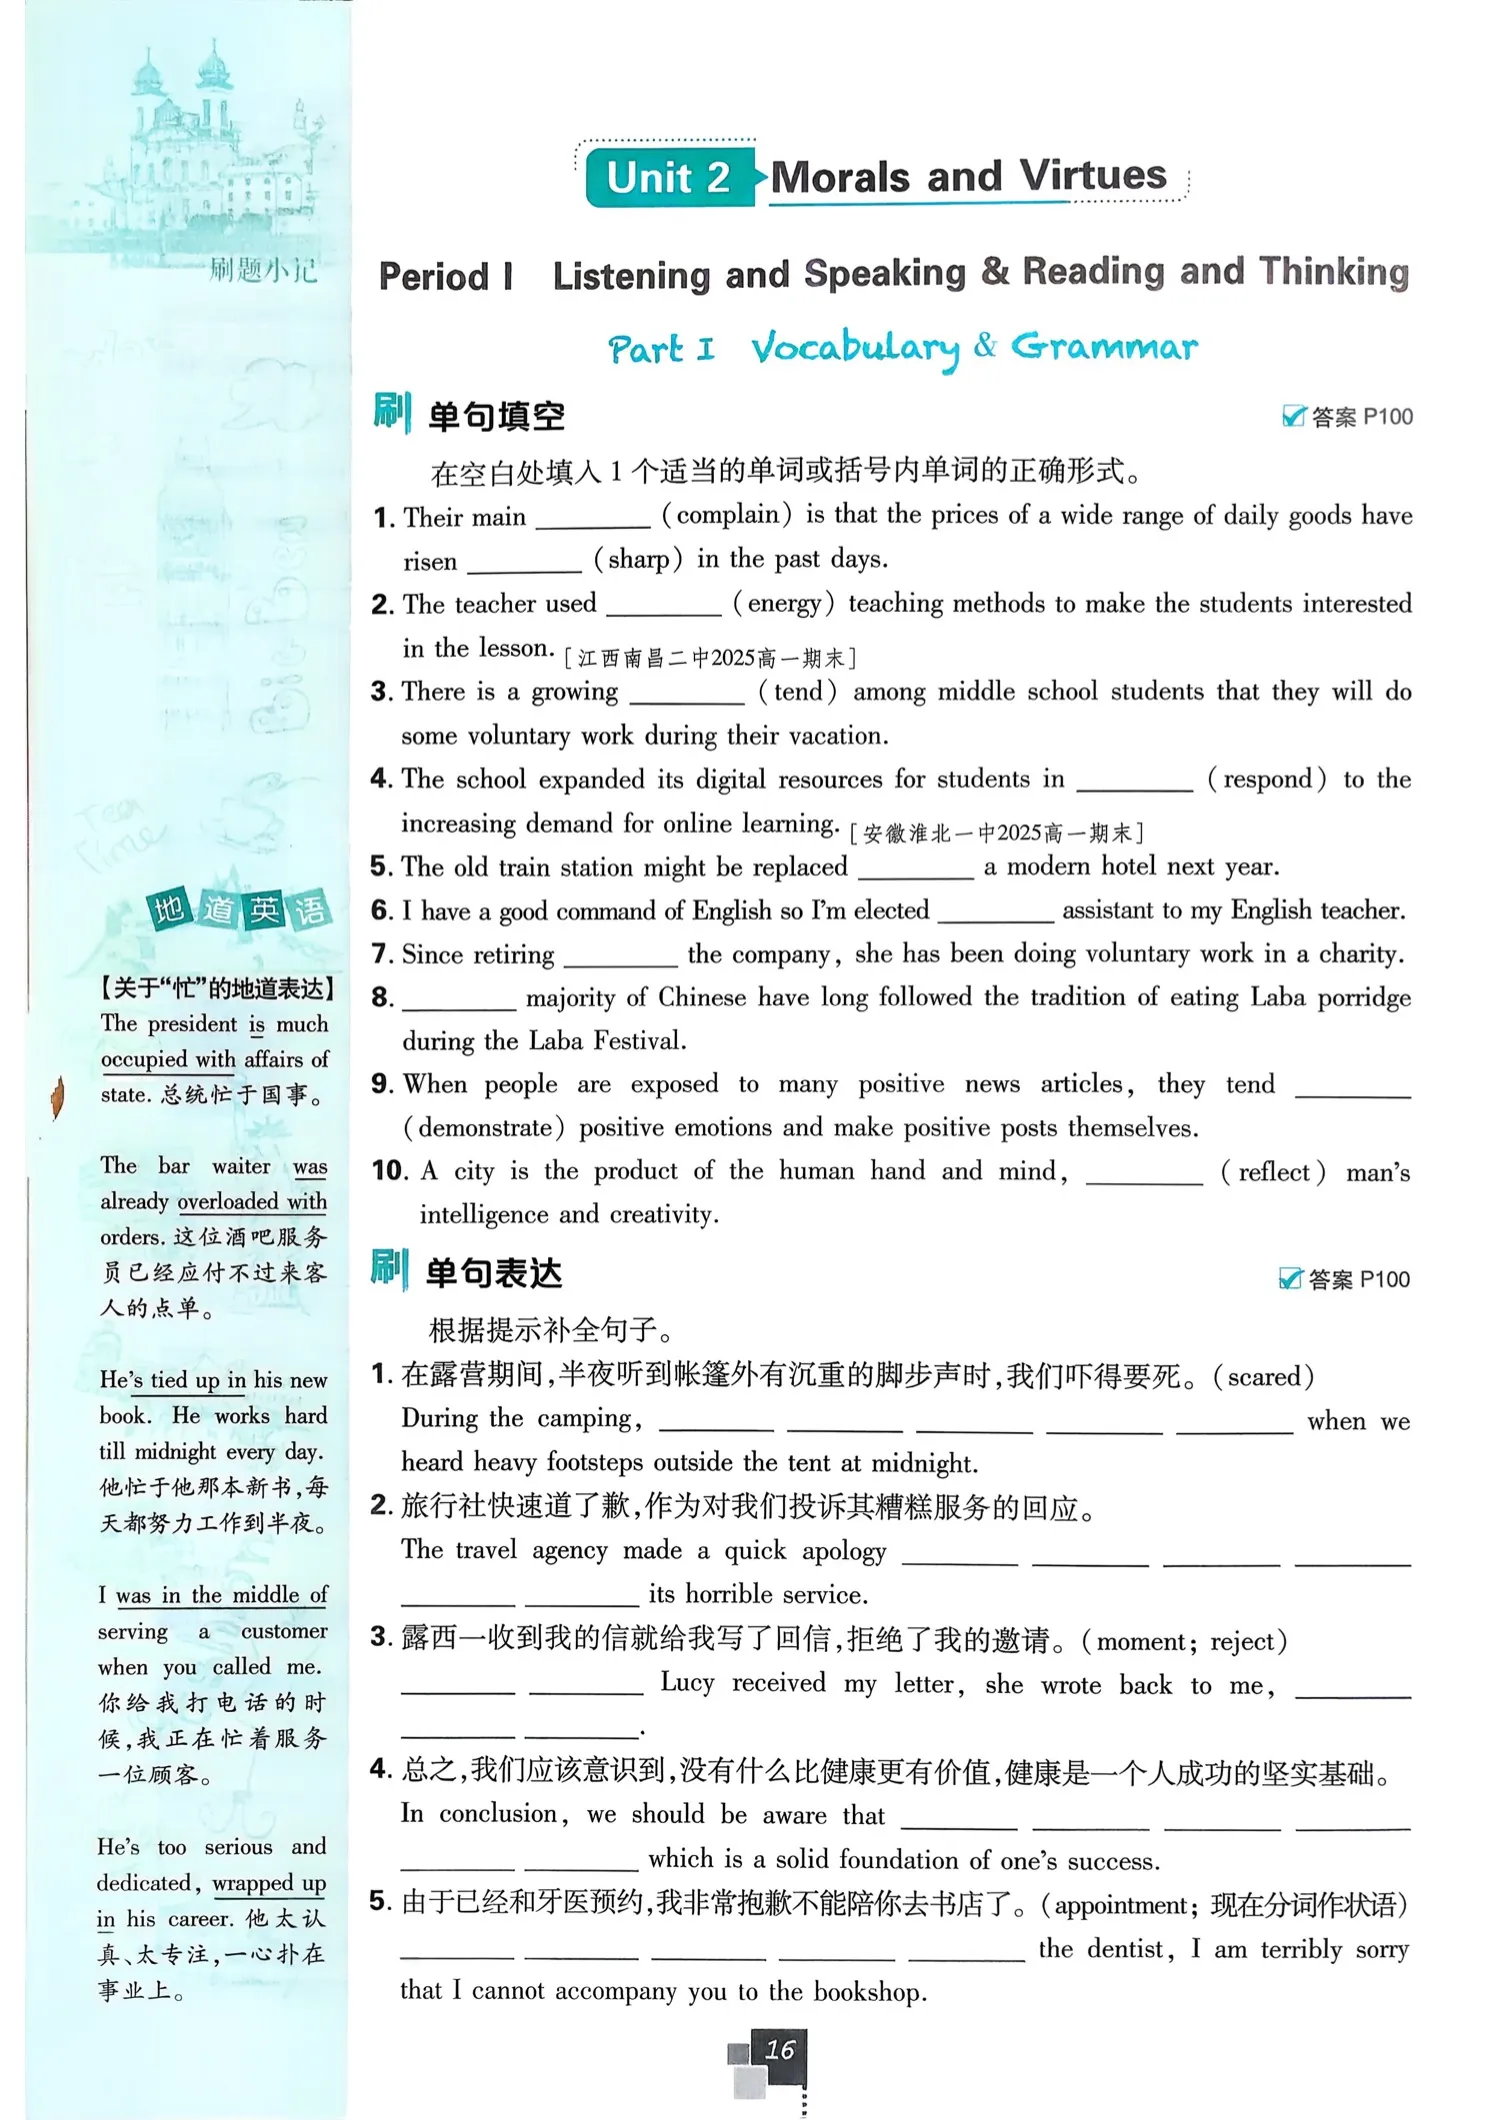 刷题小记
Unit 2 Morals and Virtues
Period I Listening and Speaking & Reading and Thinking
Part I Vocabulary & Grammar
刷 单句填空
答案 P100
在空白处填入 1 个适当的单词或括号内单词的正确形式。
1. Their main ________ (complain) is that the prices of a wide range of daily goods have
risen ________ (sharp) in the past days.
2. The teacher used ________ (energy) teaching methods to make the students interested
in the lesson. [江西南昌二中2025高一期末]
3. There is a growing ________ (tend) among middle school students that they will do
some voluntary work during their vacation.
4. The school expanded its digital resources for students in ________ (respond) to the
increasing demand for online learning. [安徽淮北一中2025高一期末]
5. The old train station might be replaced ________ a modern hotel next year.
6. I have a good command of English so I'm elected ________ assistant to my English teacher.
7. Since retiring ________ the company, she has been doing voluntary work in a charity.
8. ________ majority of Chinese have long followed the tradition of eating Laba porridge
during the Laba Festival.
9. When people are exposed to many positive news articles, they tend ________
(demonstrate) positive emotions and make positive posts themselves.
10. A city is the product of the human hand and mind, ________ (reflect) man's
intelligence and creativity.
刷 单句表达
答案 P100
根据提示补全句子。
1. 在露营期间,半夜听到帐篷外有沉重的脚步声时,我们吓得要死。(scared)
During the camping, ________ ________ ________ ________ ________ when we
heard heavy footsteps outside the tent at midnight.
2. 旅行社快速道了歉,作为对我们投诉其糟糕服务的回应。
The travel agency made a quick apology ________ ________ ________ ________
________ ________ its horrible service.
3. 露西一收到我的信就给我写了回信,拒绝了我的邀请。(moment; reject)
________ ________ Lucy received my letter, she wrote back to me, ________
________ ________.
4. 总之,我们应该意识到,没有什么比健康更有价值,健康是一个人成功的坚实基础。
In conclusion, we should be aware that ________ ________ ________ ________
________ ________ which is a solid foundation of one's success.
5. 由于已经和牙医预约,我非常抱歉不能陪你去书店了。(appointment; 现在分词作状语)
________ ________ ________ ________ ________ the dentist, I am terribly sorry
that I cannot accompany you to the bookshop.
地道英语
【关于“忙”的地道表达】
The president is much
occupied with affairs of
state. 总统忙于国事。
The bar waiter was
already overloaded with
orders. 这位酒吧服务
员已经应付不过来客
人的点单。
He's tied up in his new
book. He works hard
till midnight every day.
他忙于他那本新书,每
天都努力工作到半夜。
I was in the middle of
serving a customer
when you called me.
你给我打电话的时
候,我正在忙着服务
一位顾客。
He's too serious and
dedicated, wrapped up
in his career. 他太认
真、太专注,一心扑在
事业上。
16